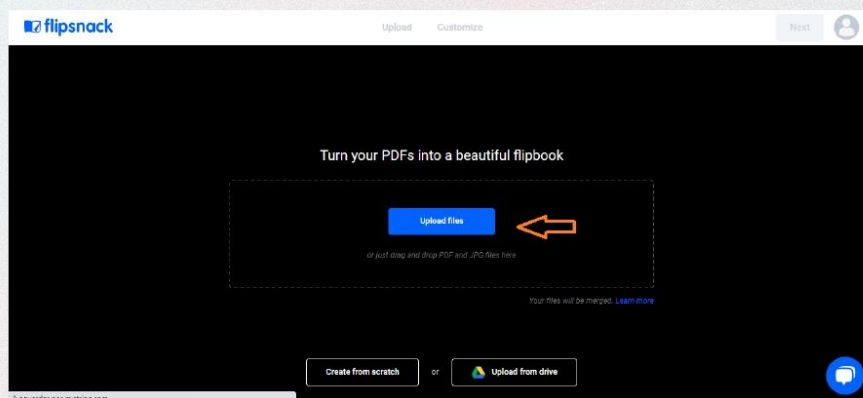 flipsnack
Upload Customize Next
Turn your PDFs into a beautiful flipbook
Upload files
or just drag and drop PDF and JPG files here
Your files will be merged. Learn more
Create from scratch or Upload from drive